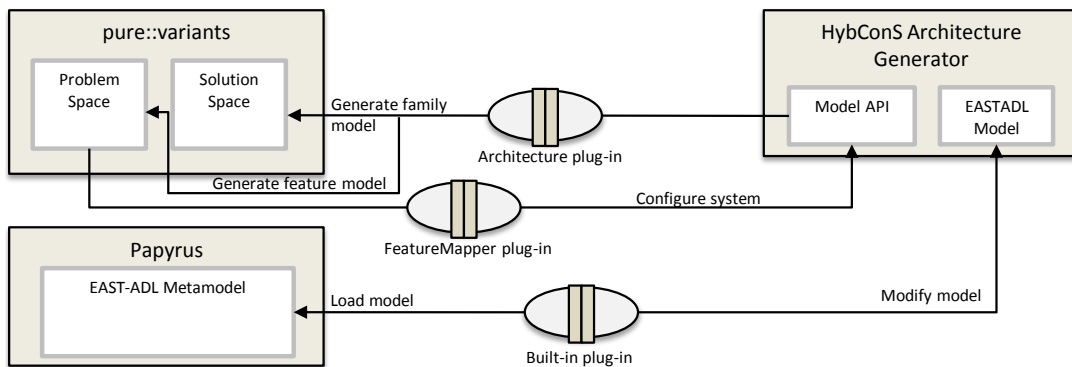 pure::variants
Problem
Space
Solution
Space
HybConS Architecture
Generator
Model API
EASTADL
Model
Generate family
model
Architecture plug-in
Generate feature model
Configure system
FeatureMapper plug-in
Papyrus
EAST-ADL Metamodel
Load model
Modify model
Built-in plug-in